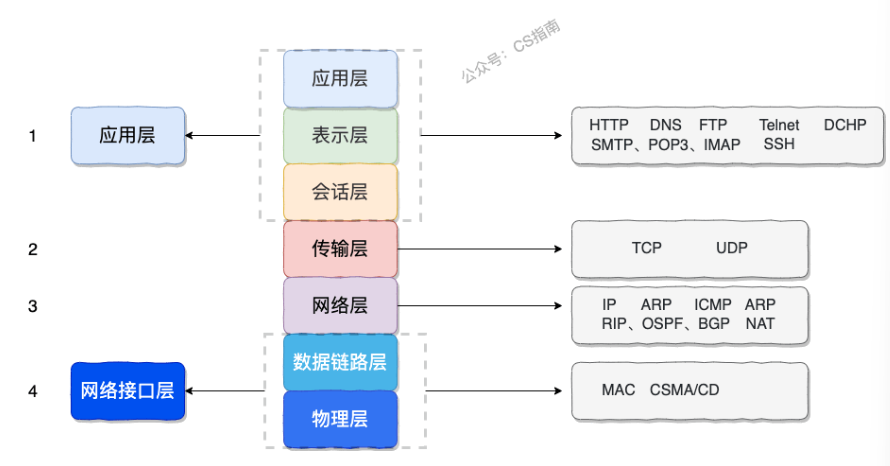 公众号：CS指南
应用层
1
应用层
表示层
HTTP DNS FTP Telnet DCHP
SMTP、POP3、IMAP SSH
会话层
2
传输层
TCP UDP
3
网络层
IP ARP ICMP ARP
RIP、OSPF、BGP NAT
数据链路层
4
网络接口层
MAC CSMA/CD
物理层